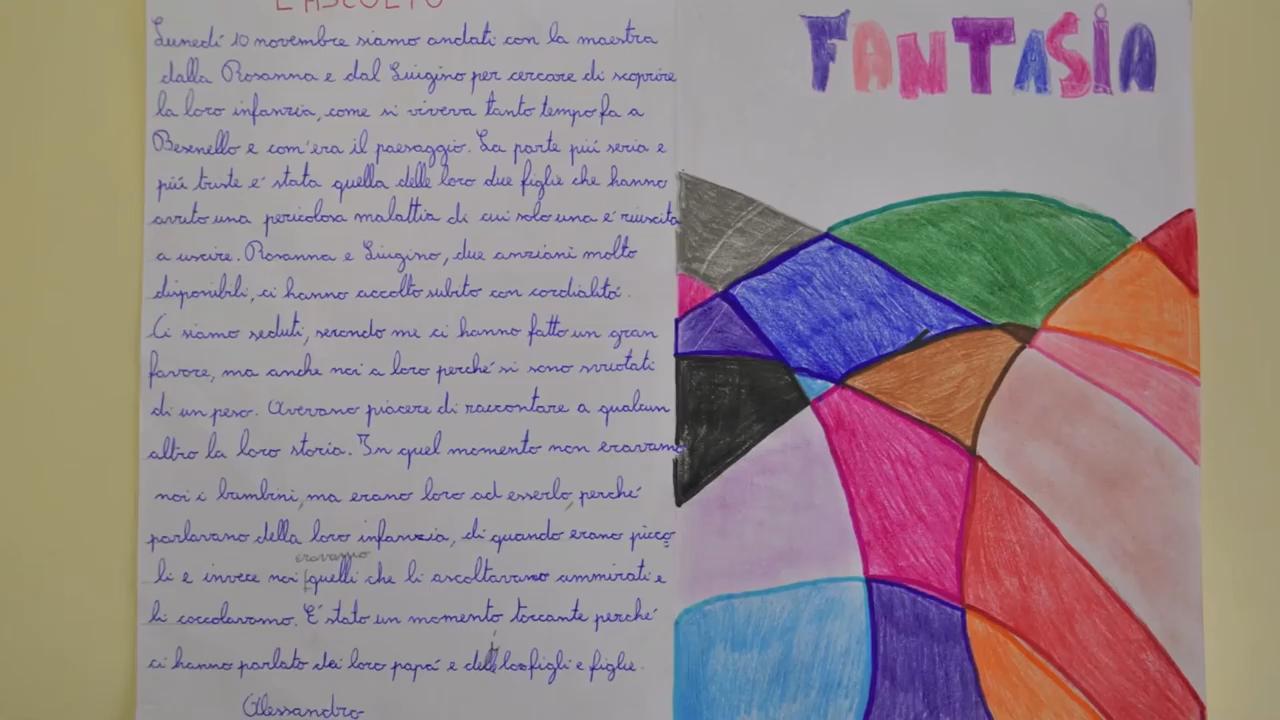 L'ASCOLTO
Lunedí 10 novembre siamo andati con la maestra
dalla Rosanna e dal Luigino per cercare di scoprire
la loro infanzia, come si viveva tanto tempo fa a
Besenello e com'era il paesaggio. La parte piú seria e
piú triste e' stata quella delle loro due figlie che hanno
avuto una pericolosa malattia di cui solo una e' riuscita
a uscire. Rosanna e Luigino, due anziani molto
disponibili, ci hanno accolto subito con cordialitá.
Ci siamo seduti, secondo me ci hanno fatto un gran
favore, ma anche noi a loro perché si sono svuotati
di un peso. Avevano piacere di raccontare a qualcun
altro la loro storia. In quel momento non eravamo
noi i bambini, ma erano loro ad esserlo, perché
parlavano della loro infanzia, di quando erano picco
li e invece noi eravamo quelli che li ascoltavano ammirati e
li coccolavamo. É stato un momento toccante perché
ci hanno parlato dei loro papá e dell figli e figlie.
Alessandro
FANTASIA